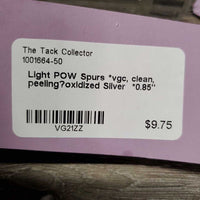 The Tack Collector
1001664-50
Light POW Spurs *vgc, clean,
peeling?oxidized Silver *0.85"
VG21ZZ
$9.75